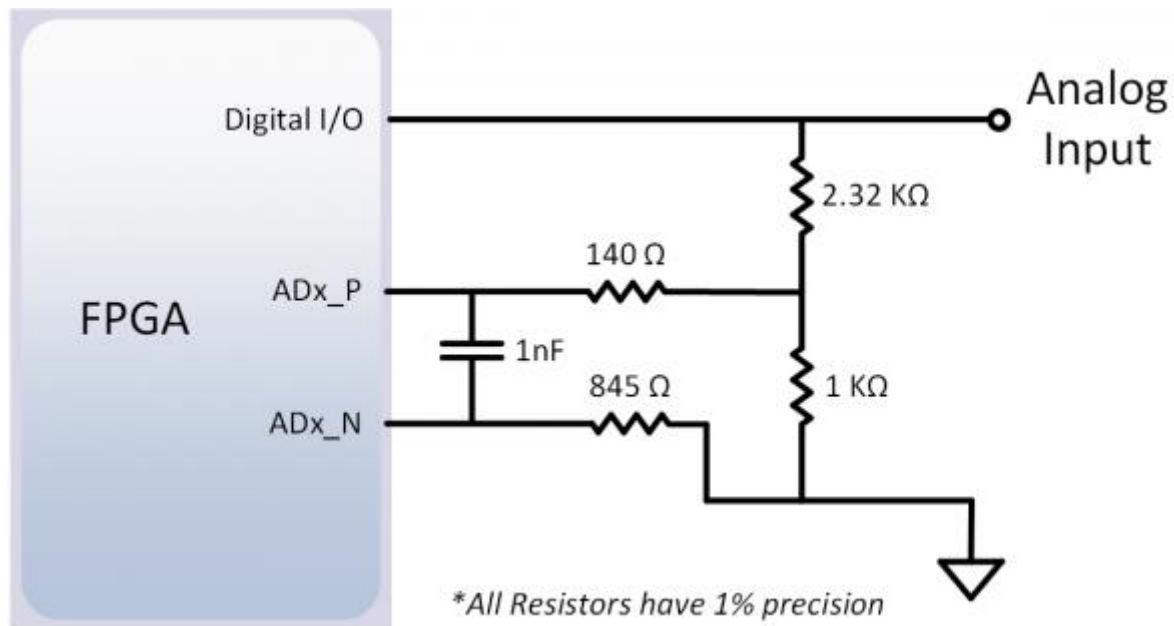 Digital I/O
Analog
Input
2.32 KΩ
140 Ω
ADx_P
FPGA
1nF
1 KΩ
845 Ω
ADx_N
*All Resistors have 1% precision